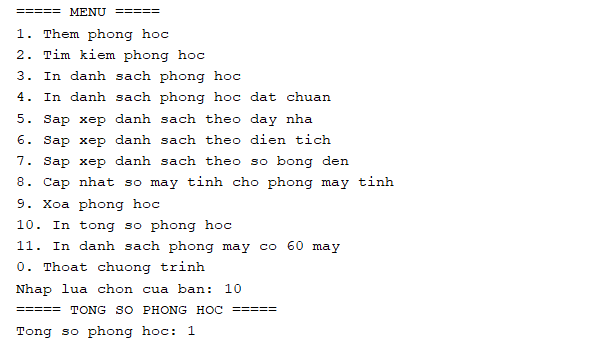 ===== MENU =====
1. Them phong hoc
2. Tim kiem phong hoc
3. In danh sach phong hoc
4. In danh sach phong hoc dat chuan
5. Sap xep danh sach theo day nha
6. Sap xep danh sach theo dien tich
7. Sap xep danh sach theo so bong den
8. Cap nhat so may tinh cho phong may tinh
9. Xoa phong hoc
10. In tong so phong hoc
11. In danh sach phong may co 60 may
0. Thoat chuong trinh
Nhap lua chon cua ban: 10
===== TONG SO PHONG HOC =====
Tong so phong hoc: 1